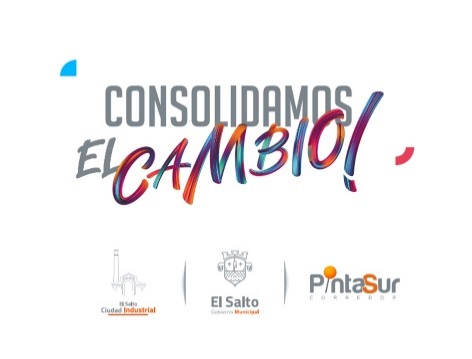 CONSOLIDAMOS
EL CAMBIO!
El Salto
Ciudad Industrial
El Salto
Gobierno Municipal
PintaSur
CORREDOR